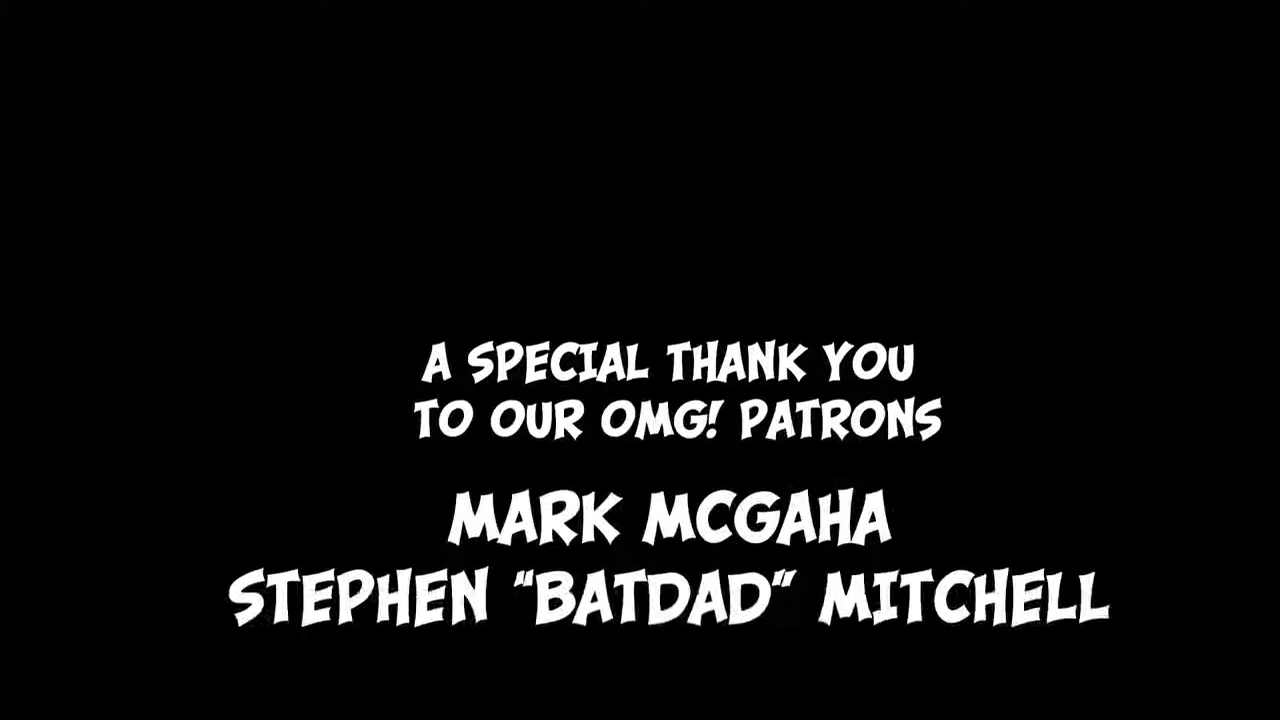 A SPECIAL THANK YOU
TO OUR OMG! PATRONS
MARK MCGAHA
STEPHEN "BATDAD" MITCHELL